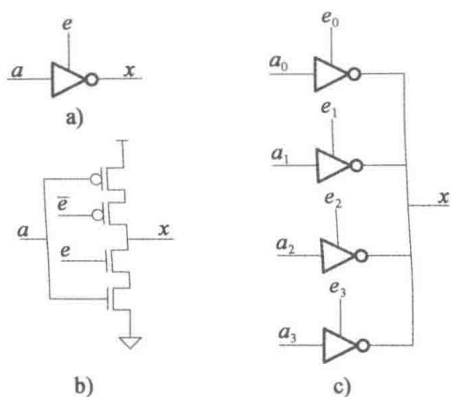 e
a x
a)
e̅
a x
e
b)
e₀
a₀
e₁
a₁
x
e₂
a₂
e₃
a₃
c)